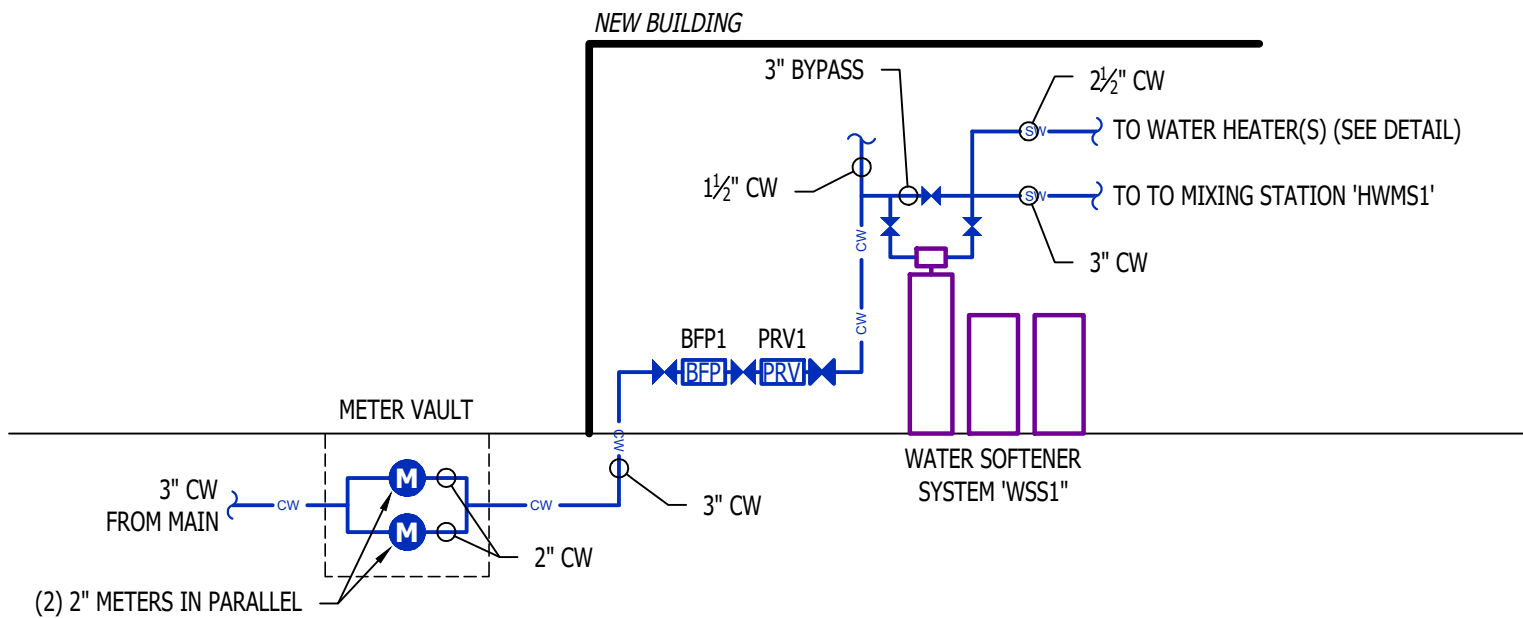 NEW BUILDING
3" BYPASS
2½" CW
SW
TO WATER HEATER(S) (SEE DETAIL)
1½" CW
SW
TO TO MIXING STATION 'HWMS1'
CW
3" CW
CW
BFP1
PRV1
BFP
PRV
METER VAULT
CW
WATER SOFTENER
SYSTEM 'WSS1"
3" CW
FROM MAIN
CW
M
CW
3" CW
M
2" CW
(2) 2" METERS IN PARALLEL